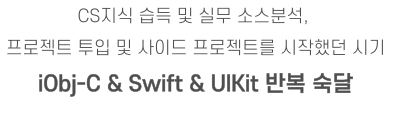 CS지식 습득 및 실무 소스분석,
프로젝트 투입 및 사이드 프로젝트를 시작했던 시기
iObj-C & Swift & UIKit 반복 숙달